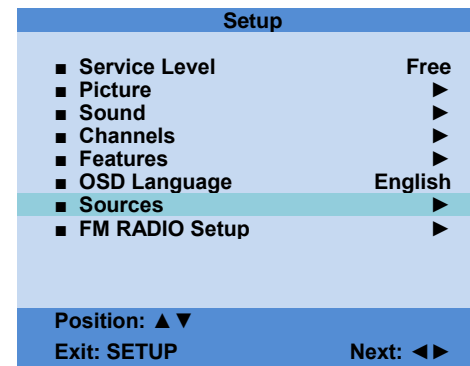 Setup
■ Service Level Free
■ Picture ►
■ Sound ►
■ Channels ►
■ Features ►
■ OSD Language English
■ Sources ►
■ FM RADIO Setup ►
Position: ▲▼
Exit: SETUP Next: ◄►